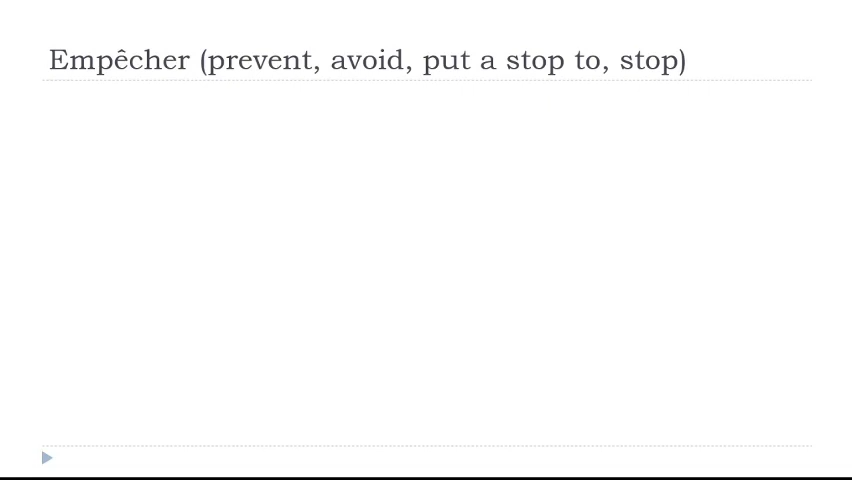 Empêcher (prevent, avoid, put a stop to, stop)